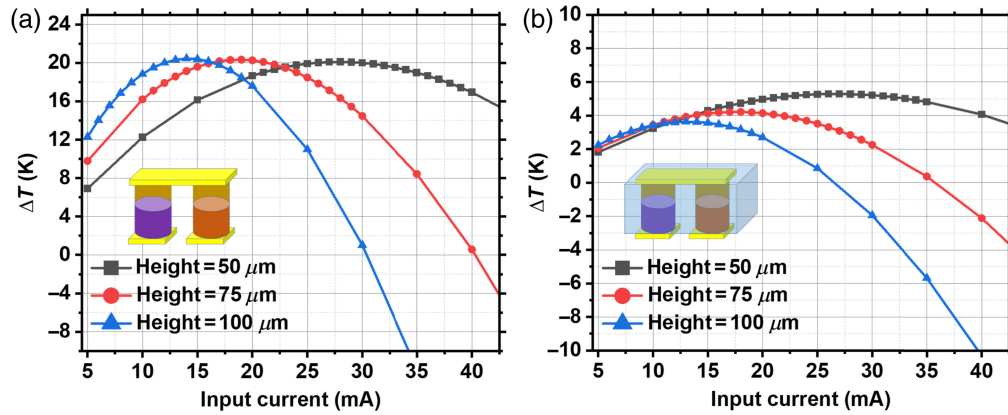 (a)
24
20
16
12
8
4
0
−4
−8
ΔT (K)
5 10 15 20 25 30 35 40
Input current (mA)
Height = 50 μm
Height = 75 μm
Height = 100 μm
(b)
10
8
6
4
2
0
−2
−4
−6
−8
−10
ΔT (K)
5 10 15 20 25 30 35 40
Input current (mA)
Height = 50 μm
Height = 75 μm
Height = 100 μm